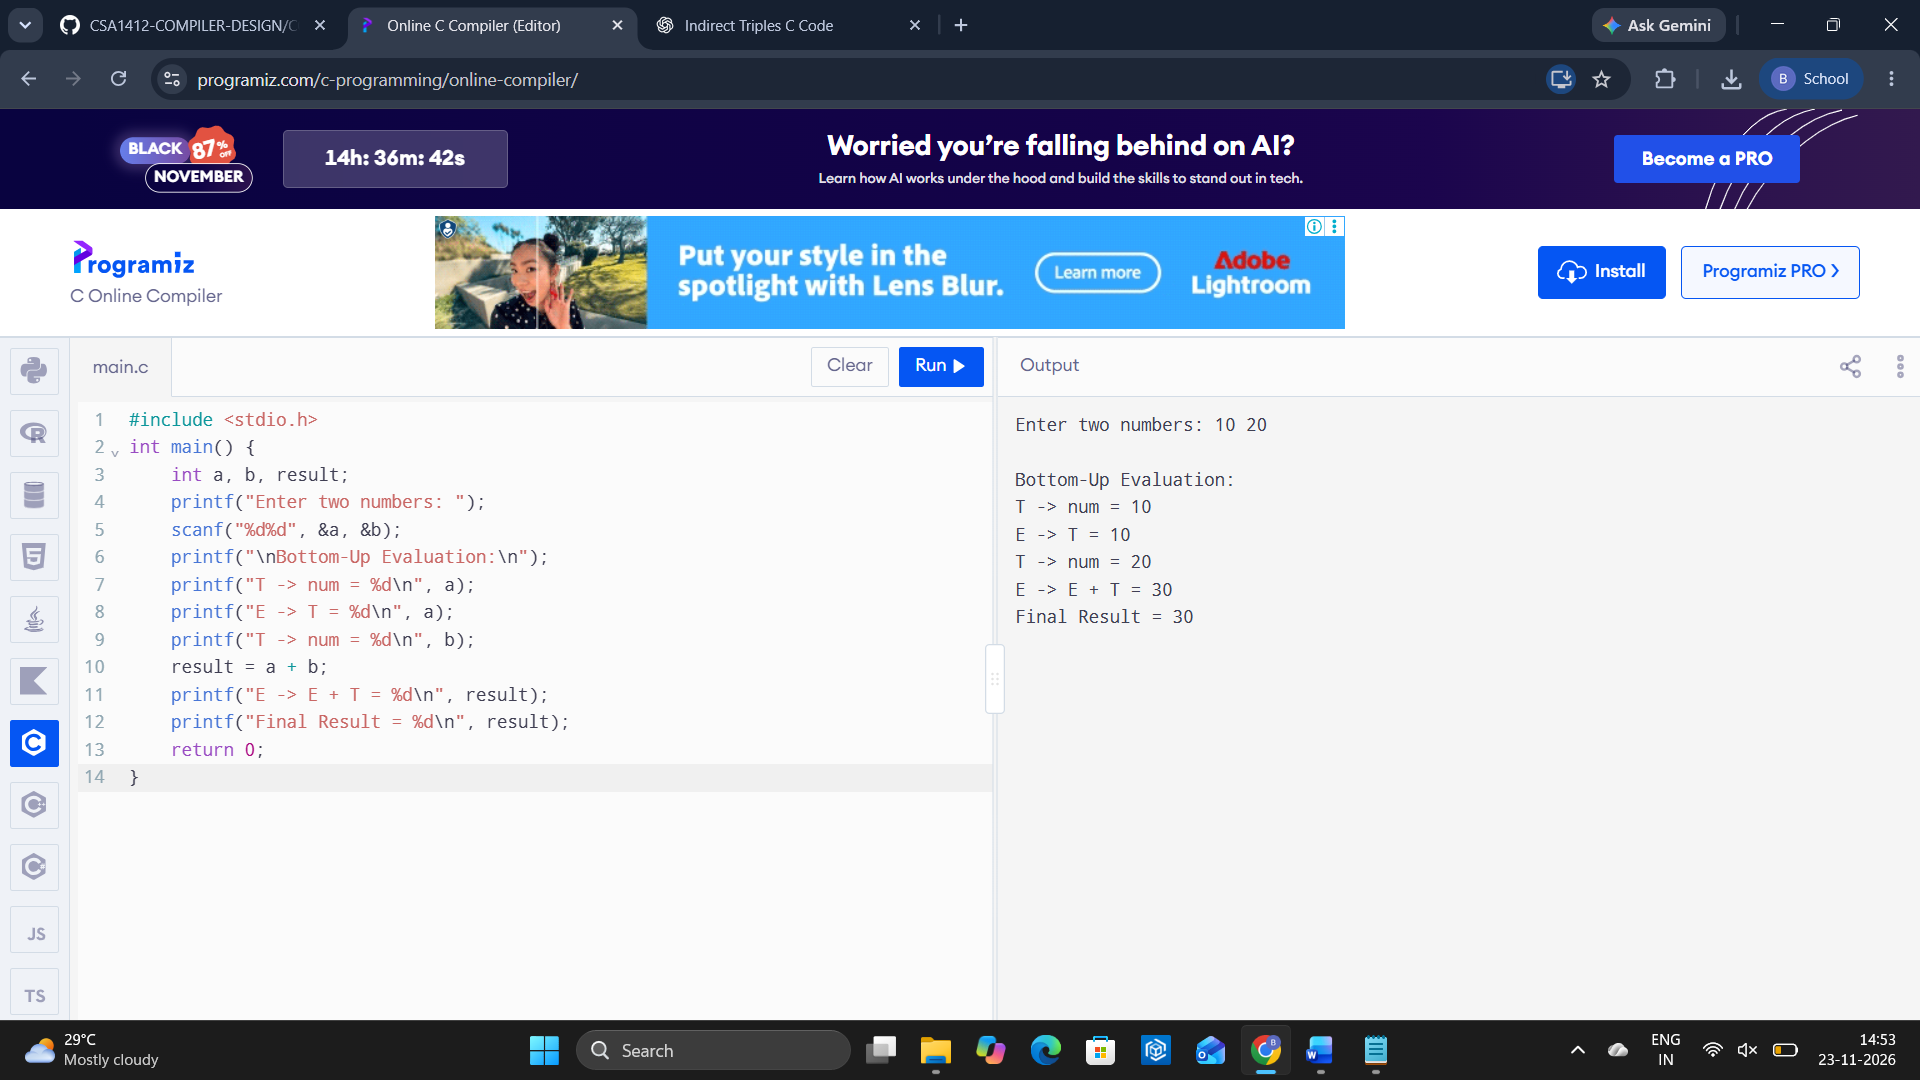 CSA1412-COMPILER-DESIGN/C
Online C Compiler (Editor)
Indirect Triples C Code
Ask Gemini
programiz.com/c-programming/online-compiler/
B School
BLACK 87% OFF
NOVEMBER
14h: 36m: 42s
Worried you’re falling behind on AI?
Learn how AI works under the hood and build the skills to stand out in tech.
Become a PRO
Programiz
C Online Compiler
Put your style in the
spotlight with Lens Blur.
Learn more
Adobe
Lightroom
Install
Programiz PRO >
main.c
Clear
Run
Output
1 #include <stdio.h>
2 int main() {
3     int a, b, result;
4     printf("Enter two numbers: ");
5     scanf("%d%d", &a, &b);
6     printf("\nBottom-Up Evaluation:\n");
7     printf("T -> num = %d\n", a);
8     printf("E -> T = %d\n", a);
9     printf("T -> num = %d\n", b);
10     result = a + b;
11     printf("E -> E + T = %d\n", result);
12     printf("Final Result = %d\n", result);
13     return 0;
14 }
Enter two numbers: 10 20
Bottom-Up Evaluation:
T -> num = 10
E -> T = 10
T -> num = 20
E -> E + T = 30
Final Result = 30
JS
TS
29°C
Mostly cloudy
Search
ENG
IN
14:53
23-11-2026